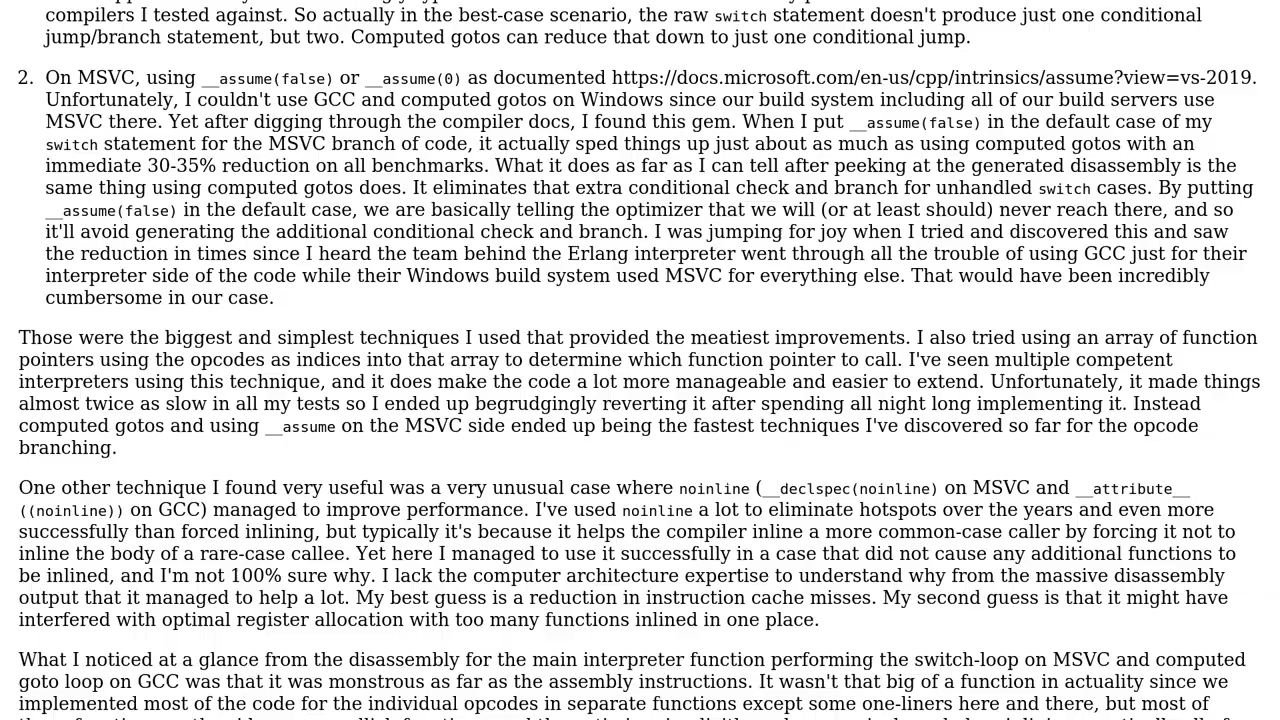 compilers I tested against. So actually in the best-case scenario, the raw switch statement doesn't produce just one conditional
jump/branch statement, but two. Computed gotos can reduce that down to just one conditional jump.
2. On MSVC, using __assume(false) or __assume(0) as documented https://docs.microsoft.com/en-us/cpp/intrinsics/assume?view=vs-2019.
Unfortunately, I couldn't use GCC and computed gotos on Windows since our build system including all of our build servers use
MSVC there. Yet after digging through the compiler docs, I found this gem. When I put __assume(false) in the default case of my
switch statement for the MSVC branch of code, it actually sped things up just about as much as using computed gotos with an
immediate 30-35% reduction on all benchmarks. What it does as far as I can tell after peeking at the generated disassembly is the
same thing using computed gotos does. It eliminates that extra conditional check and branch for unhandled switch cases. By putting
__assume(false) in the default case, we are basically telling the optimizer that we will (or at least should) never reach there, and so
it'll avoid generating the additional conditional check and branch. I was jumping for joy when I tried and discovered this and saw
the reduction in times since I heard the team behind the Erlang interpreter went through all the trouble of using GCC just for their
interpreter side of the code while their Windows build system used MSVC for everything else. That would have been incredibly
cumbersome in our case.
Those were the biggest and simplest techniques I used that provided the meatiest improvements. I also tried using an array of function
pointers using the opcodes as indices into that array to determine which function pointer to call. I've seen multiple competent
interpreters using this technique, and it does make the code a lot more manageable and easier to extend. Unfortunately, it made things
almost twice as slow in all my tests so I ended up begrudgingly reverting it after spending all night long implementing it. Instead
computed gotos and using __assume on the MSVC side ended up being the fastest techniques I've discovered so far for the opcode
branching.
One other technique I found very useful was a very unusual case where noinline (__declspec(noinline) on MSVC and __attribute__
((noinline)) on GCC) managed to improve performance. I've used noinline a lot to eliminate hotspots over the years and even more
successfully than forced inlining, but typically it's because it helps the compiler inline a more common-case caller by forcing it not to
inline the body of a rare-case callee. Yet here I managed to use it successfully in a case that did not cause any additional functions to
be inlined, and I'm not 100% sure why. I lack the computer architecture expertise to understand why from the massive disassembly
output that it managed to help a lot. My best guess is a reduction in instruction cache misses. My second guess is that it might have
interfered with optimal register allocation with too many functions inlined in one place.
What I noticed at a glance from the disassembly for the main interpreter function performing the switch-loop on MSVC and computed
goto loop on GCC was that it was monstrous as far as the assembly instructions. It wasn't that big of a function in actuality since we
implemented most of the code for the individual opcodes in separate functions except some one-liners here and there, but most of